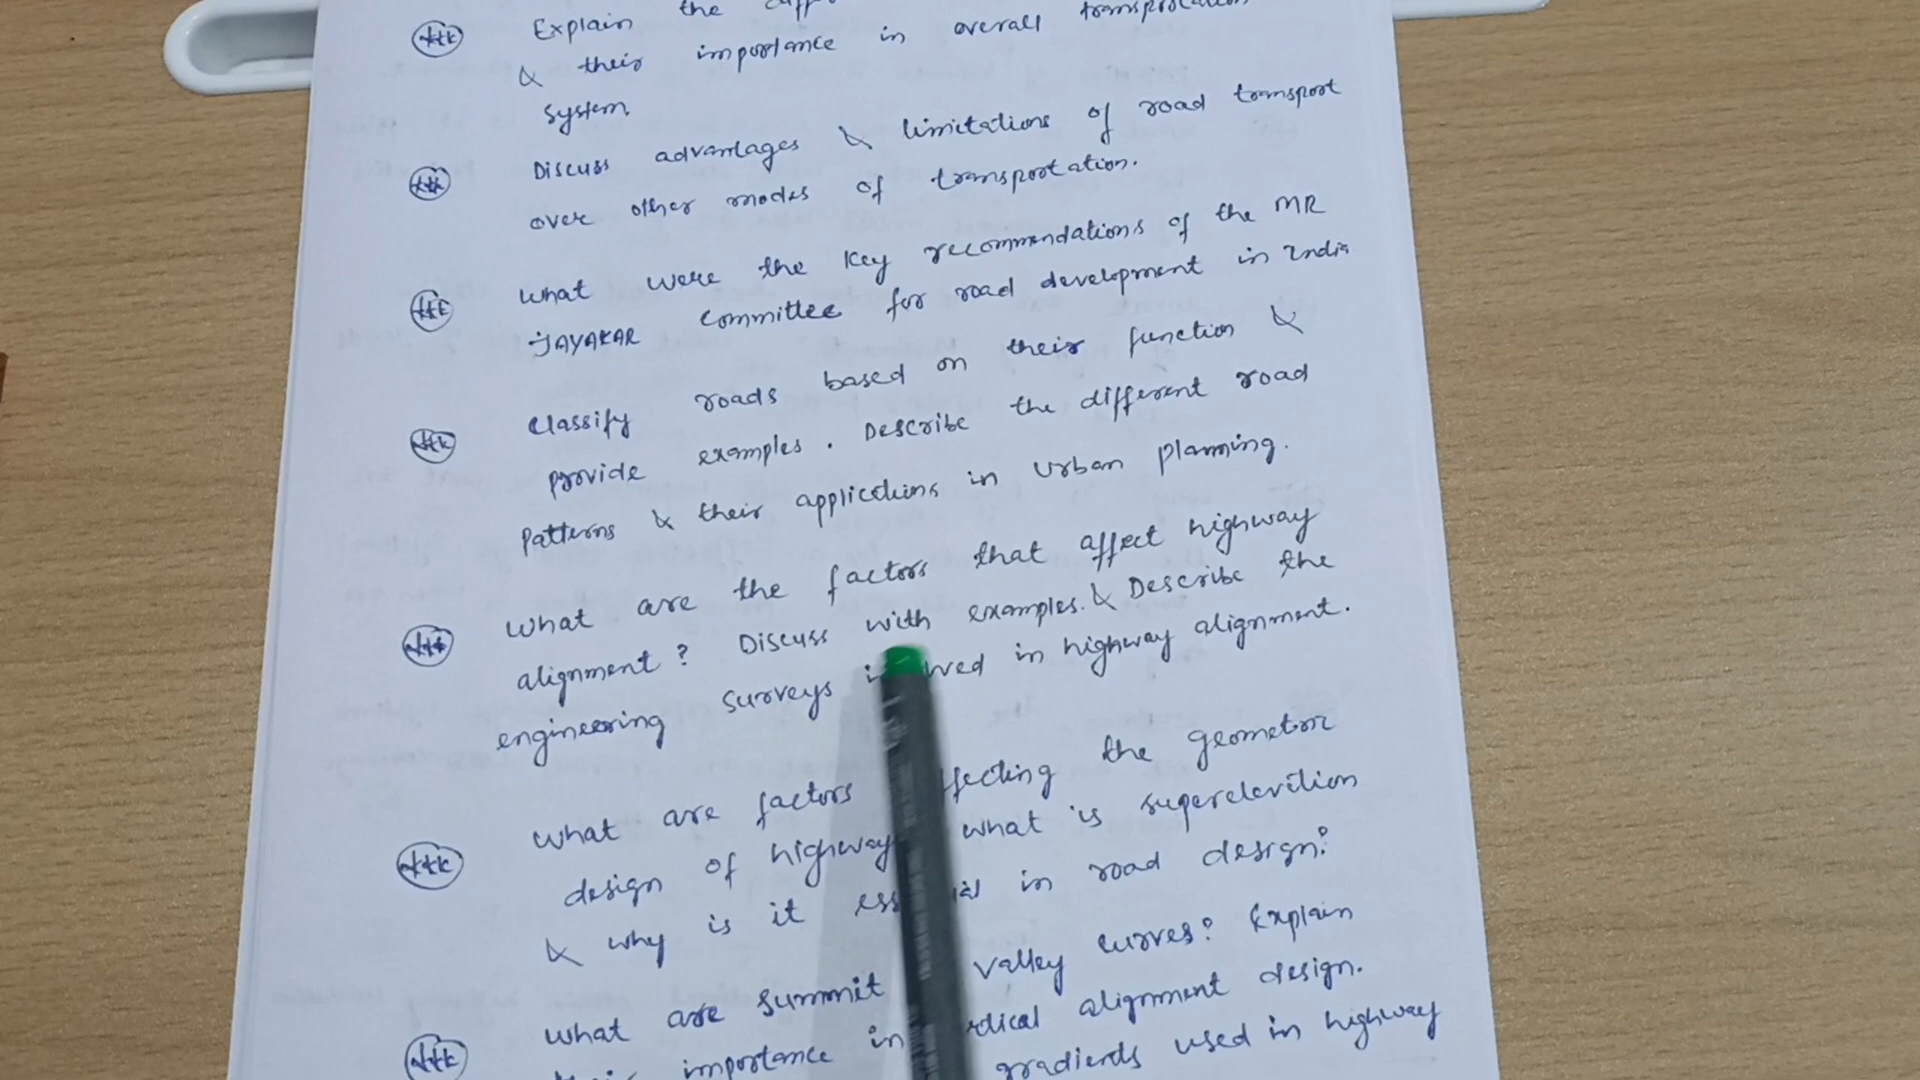 Explain the
& their importance in overall transportation
system.
Discuss advantages & limitations of road transport
over other modes of transportation.
What were the key recommendations of the MR
JAYAKAR committee for road development in India
classify roads based on their function &
provide examples. Describe the different road
patterns & their applications in urban planning.
What are the factors that affect highway
alignment? Discuss with examples. & Describe the
engineering surveys in highway alignment.
What are factors the geometric
design of highway what is superelevation
& why is it in road design?
What are summit valley curves? Explain
importance in alignment design.
gradients used in highway